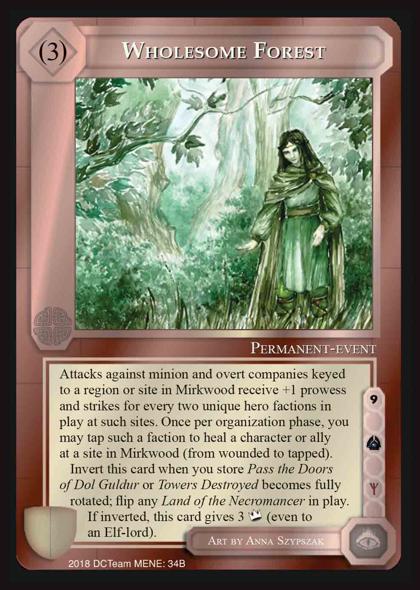 (3)
WHOLESOME FOREST
PERMANENT-EVENT
Attacks against minion and overt companies keyed
to a region or site in Mirkwood receive +1 prowess
and strikes for every two unique hero factions in
play at such sites. Once per organization phase, you
may tap such a faction to heal a character or ally
at a site in Mirkwood (from wounded to tapped).
Invert this card when you store Pass the Doors
of Dol Guldur or Towers Destroyed becomes fully
rotated; flip any Land of the Necromancer in play.
If inverted, this card gives 3 (even to
an Elf-lord).
9
ART BY ANNA SZYPSZAK
2018 DCTeam MENE: 34B